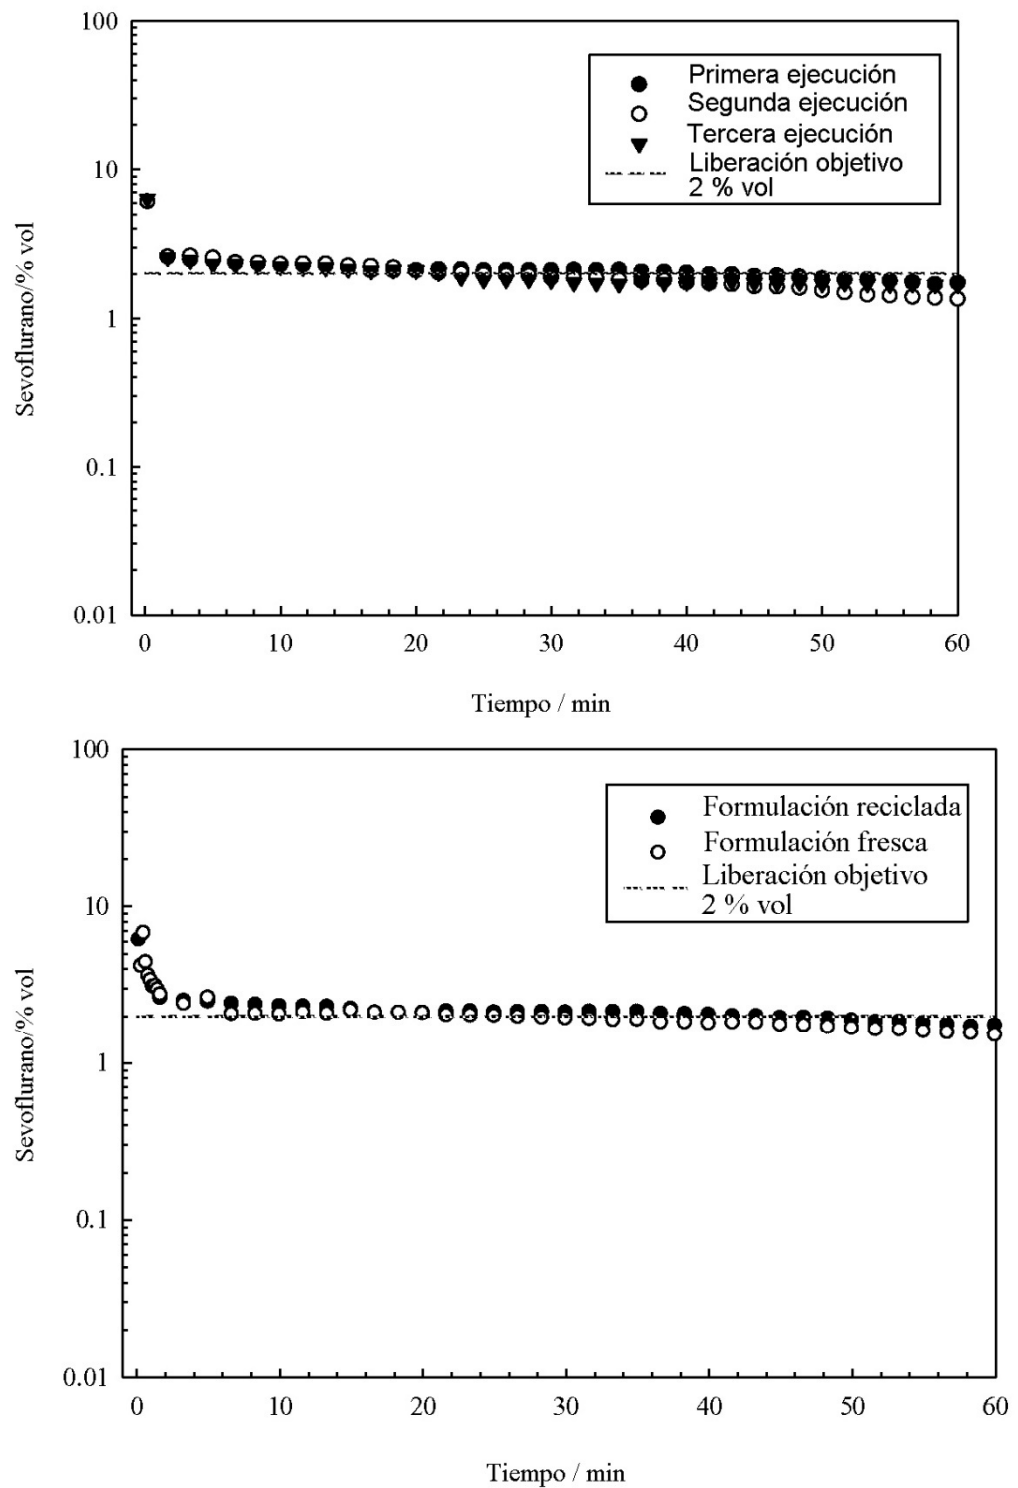 100
Primera ejecución
Segunda ejecución
Tercera ejecución
Liberación objetivo
2 % vol
10
Sevoflurano/% vol
1
0.1
0.01
0 10 20 30 40 50 60
Tiempo / min
100
Formulación reciclada
Formulación fresca
Liberación objetivo
2 % vol
10
Sevoflurano/% vol
1
0.1
0.01
0 10 20 30 40 50 60
Tiempo / min